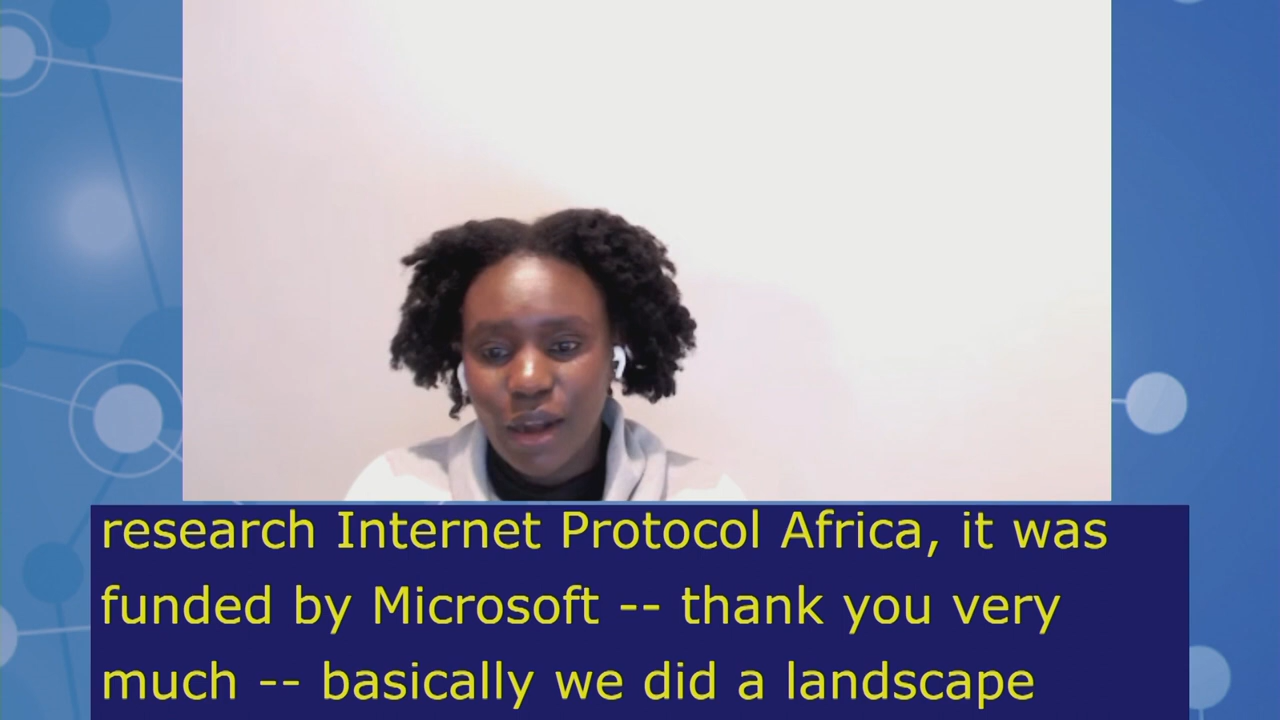 research Internet Protocol Africa, it was
funded by Microsoft -- thank you very
much -- basically we did a landscape